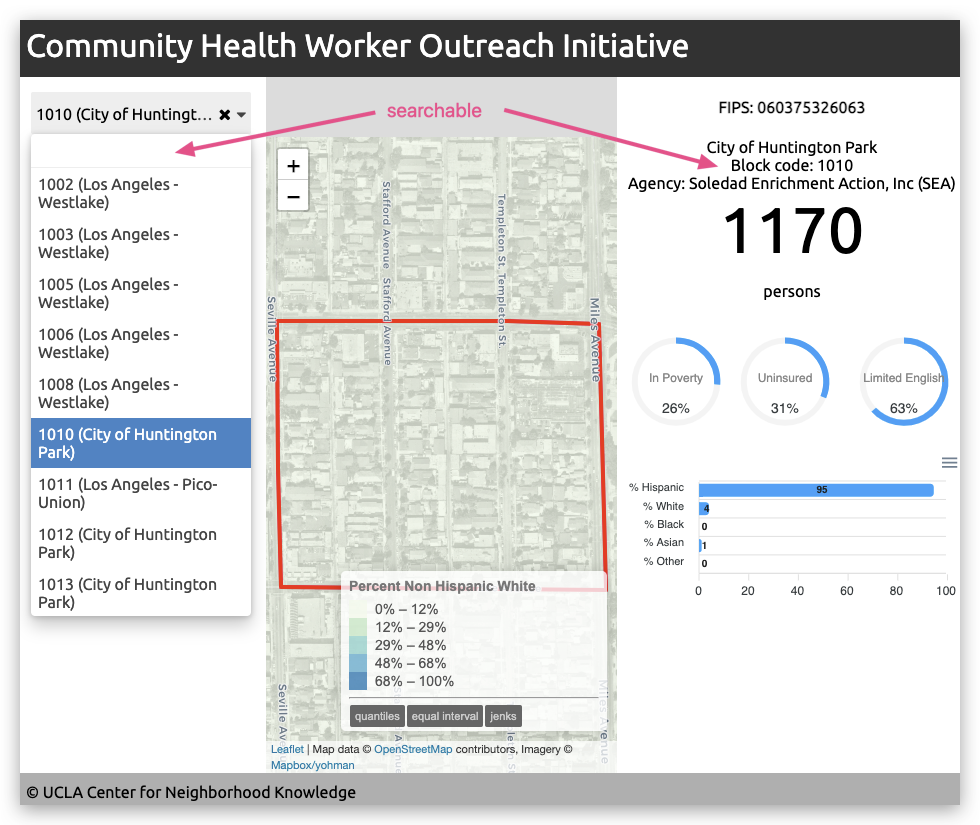 Community Health Worker Outreach Initiative
1010 (City of Huntingt... ✖
searchable
1002 (Los Angeles -
Westlake)
1003 (Los Angeles -
Westlake)
1005 (Los Angeles -
Westlake)
1006 (Los Angeles -
Westlake)
1008 (Los Angeles -
Westlake)
1010 (City of Huntington
Park)
1011 (Los Angeles - Pico-
Union)
1012 (City of Huntington
Park)
1013 (City of Huntington
Park)
+
−
Stafford Avenue
Stafford Avenue
Templeton St.
Templeton St.
Seville Avenue
Miles Avenue
Percent Non Hispanic White
0% – 12%
12% – 29%
29% – 48%
48% – 68%
68% – 100%
quantiles equal interval jenks
Seville Av
Miles Avenue
Leaflet | Map data © OpenStreetMap contributors, Imagery ©
Mapbox/yohman
FIPS: 060375326063
City of Huntington Park
Block code: 1010
Agency: Soledad Enrichment Action, Inc (SEA)
1170
persons
In Poverty
26%
Uninsured
31%
Limited English
63%
% Hispanic 95
% White 4
% Black 0
% Asian 1
% Other 0
0 20 40 60 80 100
© UCLA Center for Neighborhood Knowledge